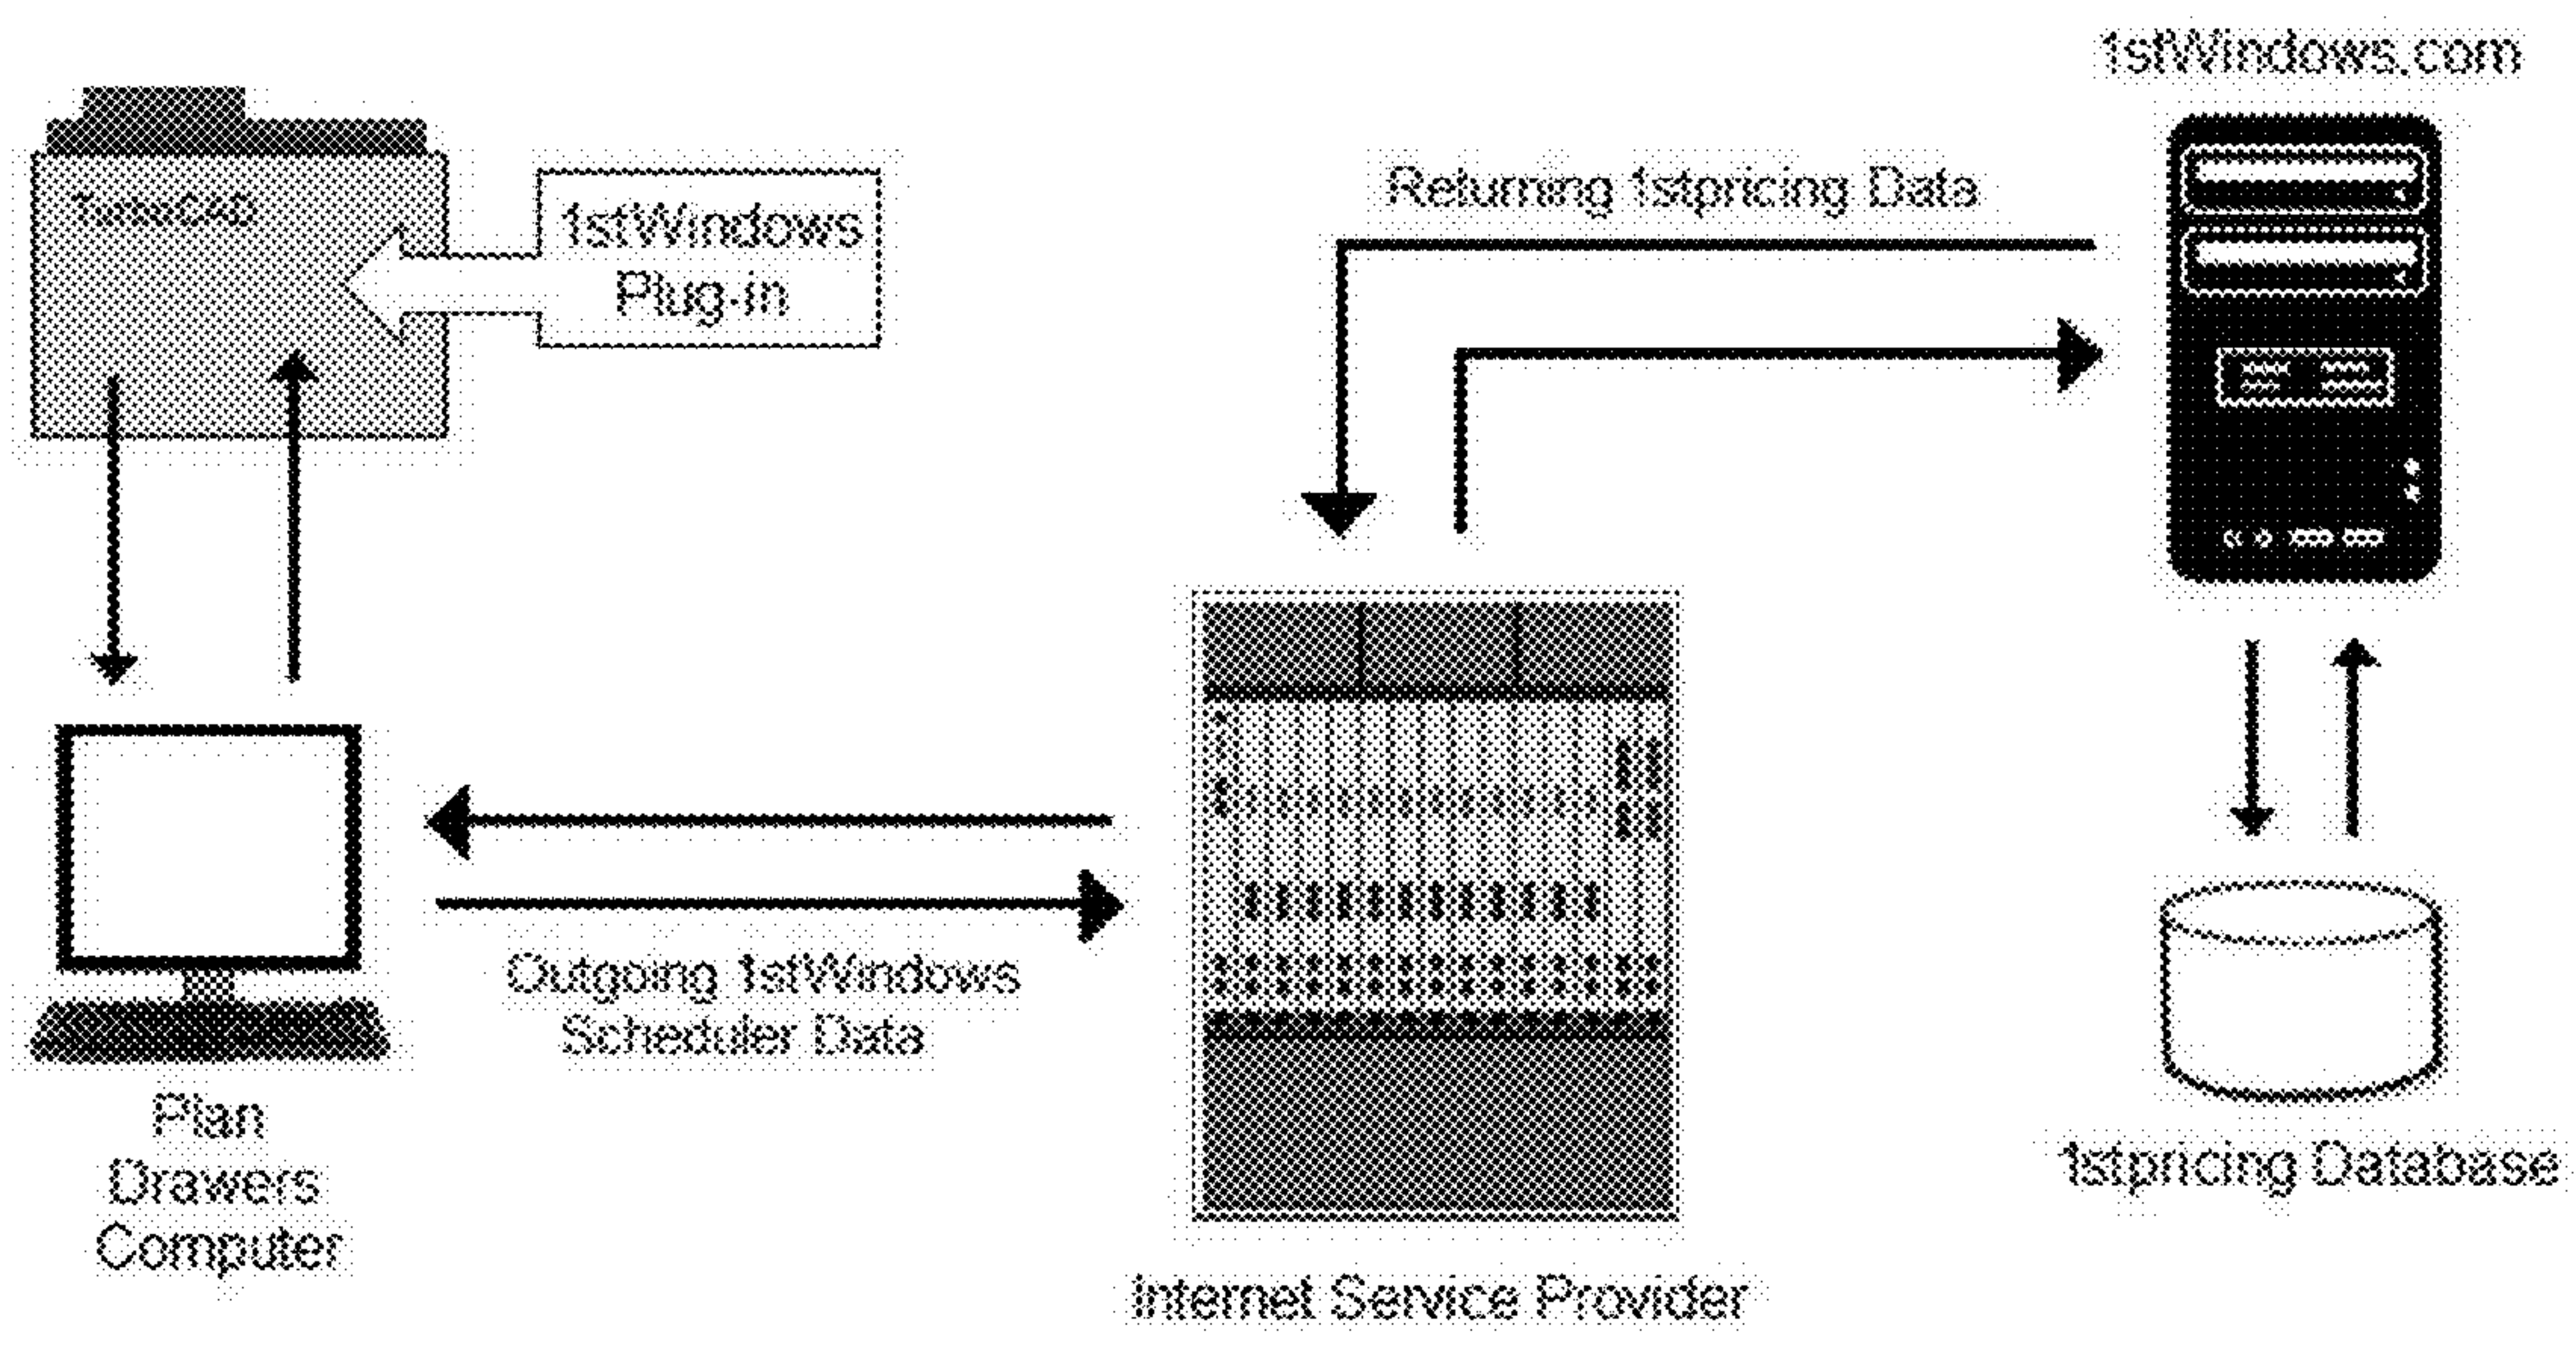 1stWindows.com
1stWindows
Plug-in
Returning 1stpricing Data
Outgoing 1stWindows
Scheduler Data
Plan
Drawers
Computer
Internet Service Provider
1stpricing Database